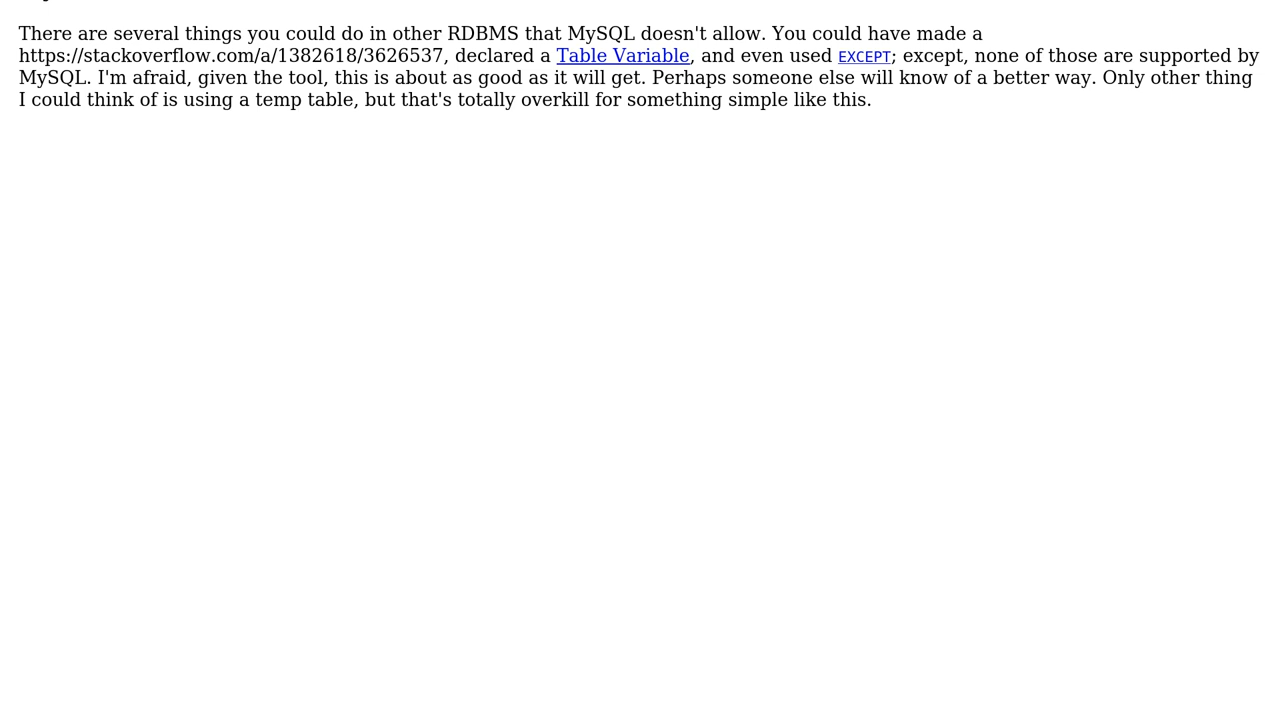 There are several things you could do in other RDBMS that MySQL doesn't allow. You could have made a
https://stackoverflow.com/a/1382618/3626537, declared a Table Variable, and even used EXCEPT; except, none of those are supported by
MySQL. I'm afraid, given the tool, this is about as good as it will get. Perhaps someone else will know of a better way. Only other thing
I could think of is using a temp table, but that's totally overkill for something simple like this.